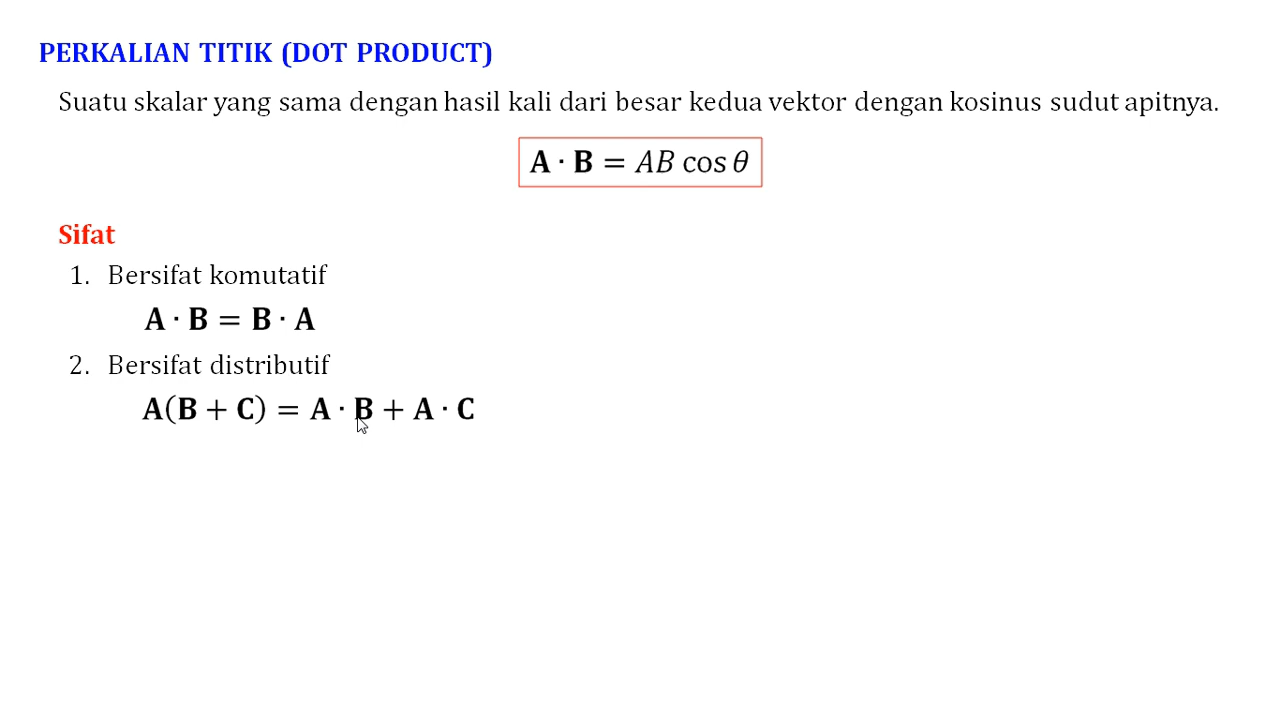 PERKALIAN TITIK (DOT PRODUCT)
Suatu skalar yang sama dengan hasil kali dari besar kedua vektor dengan kosinus sudut apitnya.
A · B = AB cos θ
Sifat
1. Bersifat komutatif
A · B = B · A
2. Bersifat distributif
A(B + C) = A · B + A · C